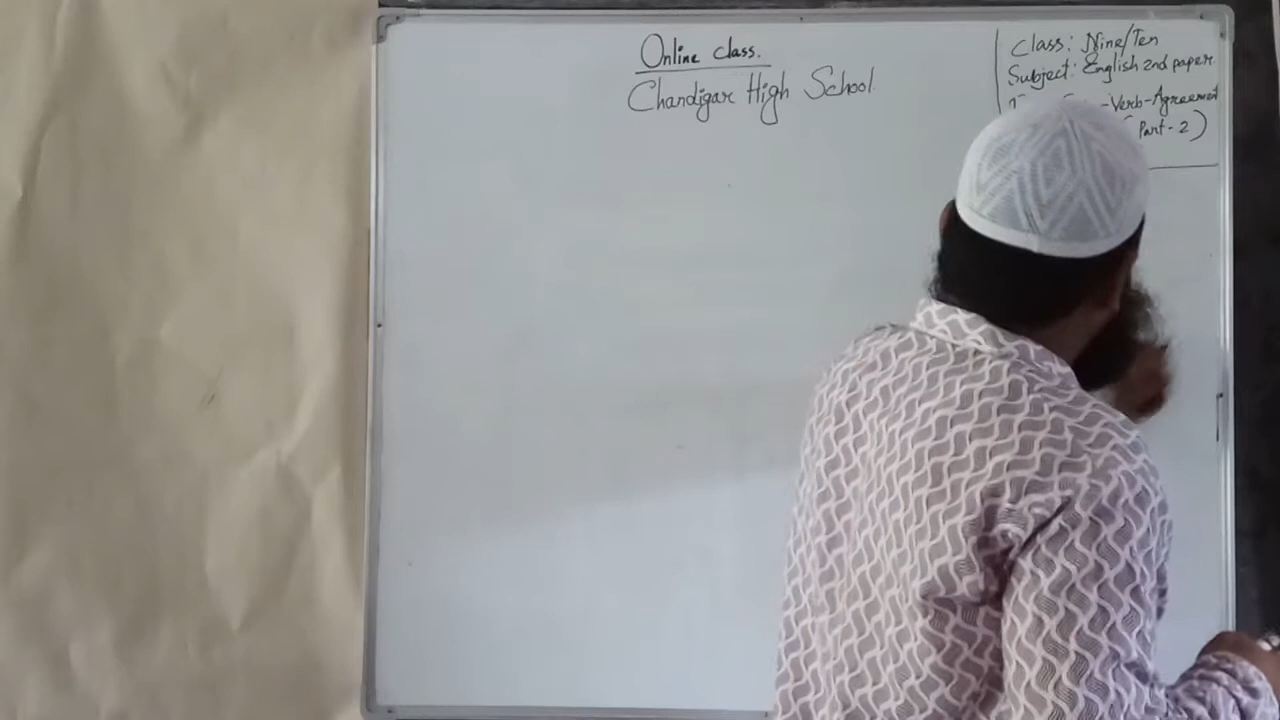 Online class.
Chandigar High School
Class: Nine/Ten
Subject: English 2nd paper
-Verb-Agreement
(Part-2)